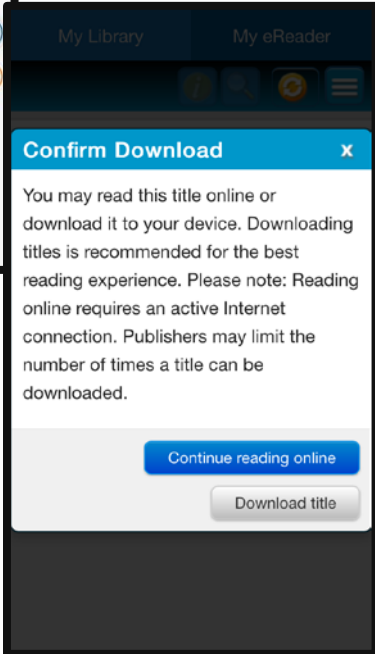 My Library My eReader
Confirm Download x
You may read this title online or
download it to your device. Downloading
titles is recommended for the best
reading experience. Please note: Reading
online requires an active Internet
connection. Publishers may limit the
number of times a title can be
downloaded.
Continue reading online
Download title